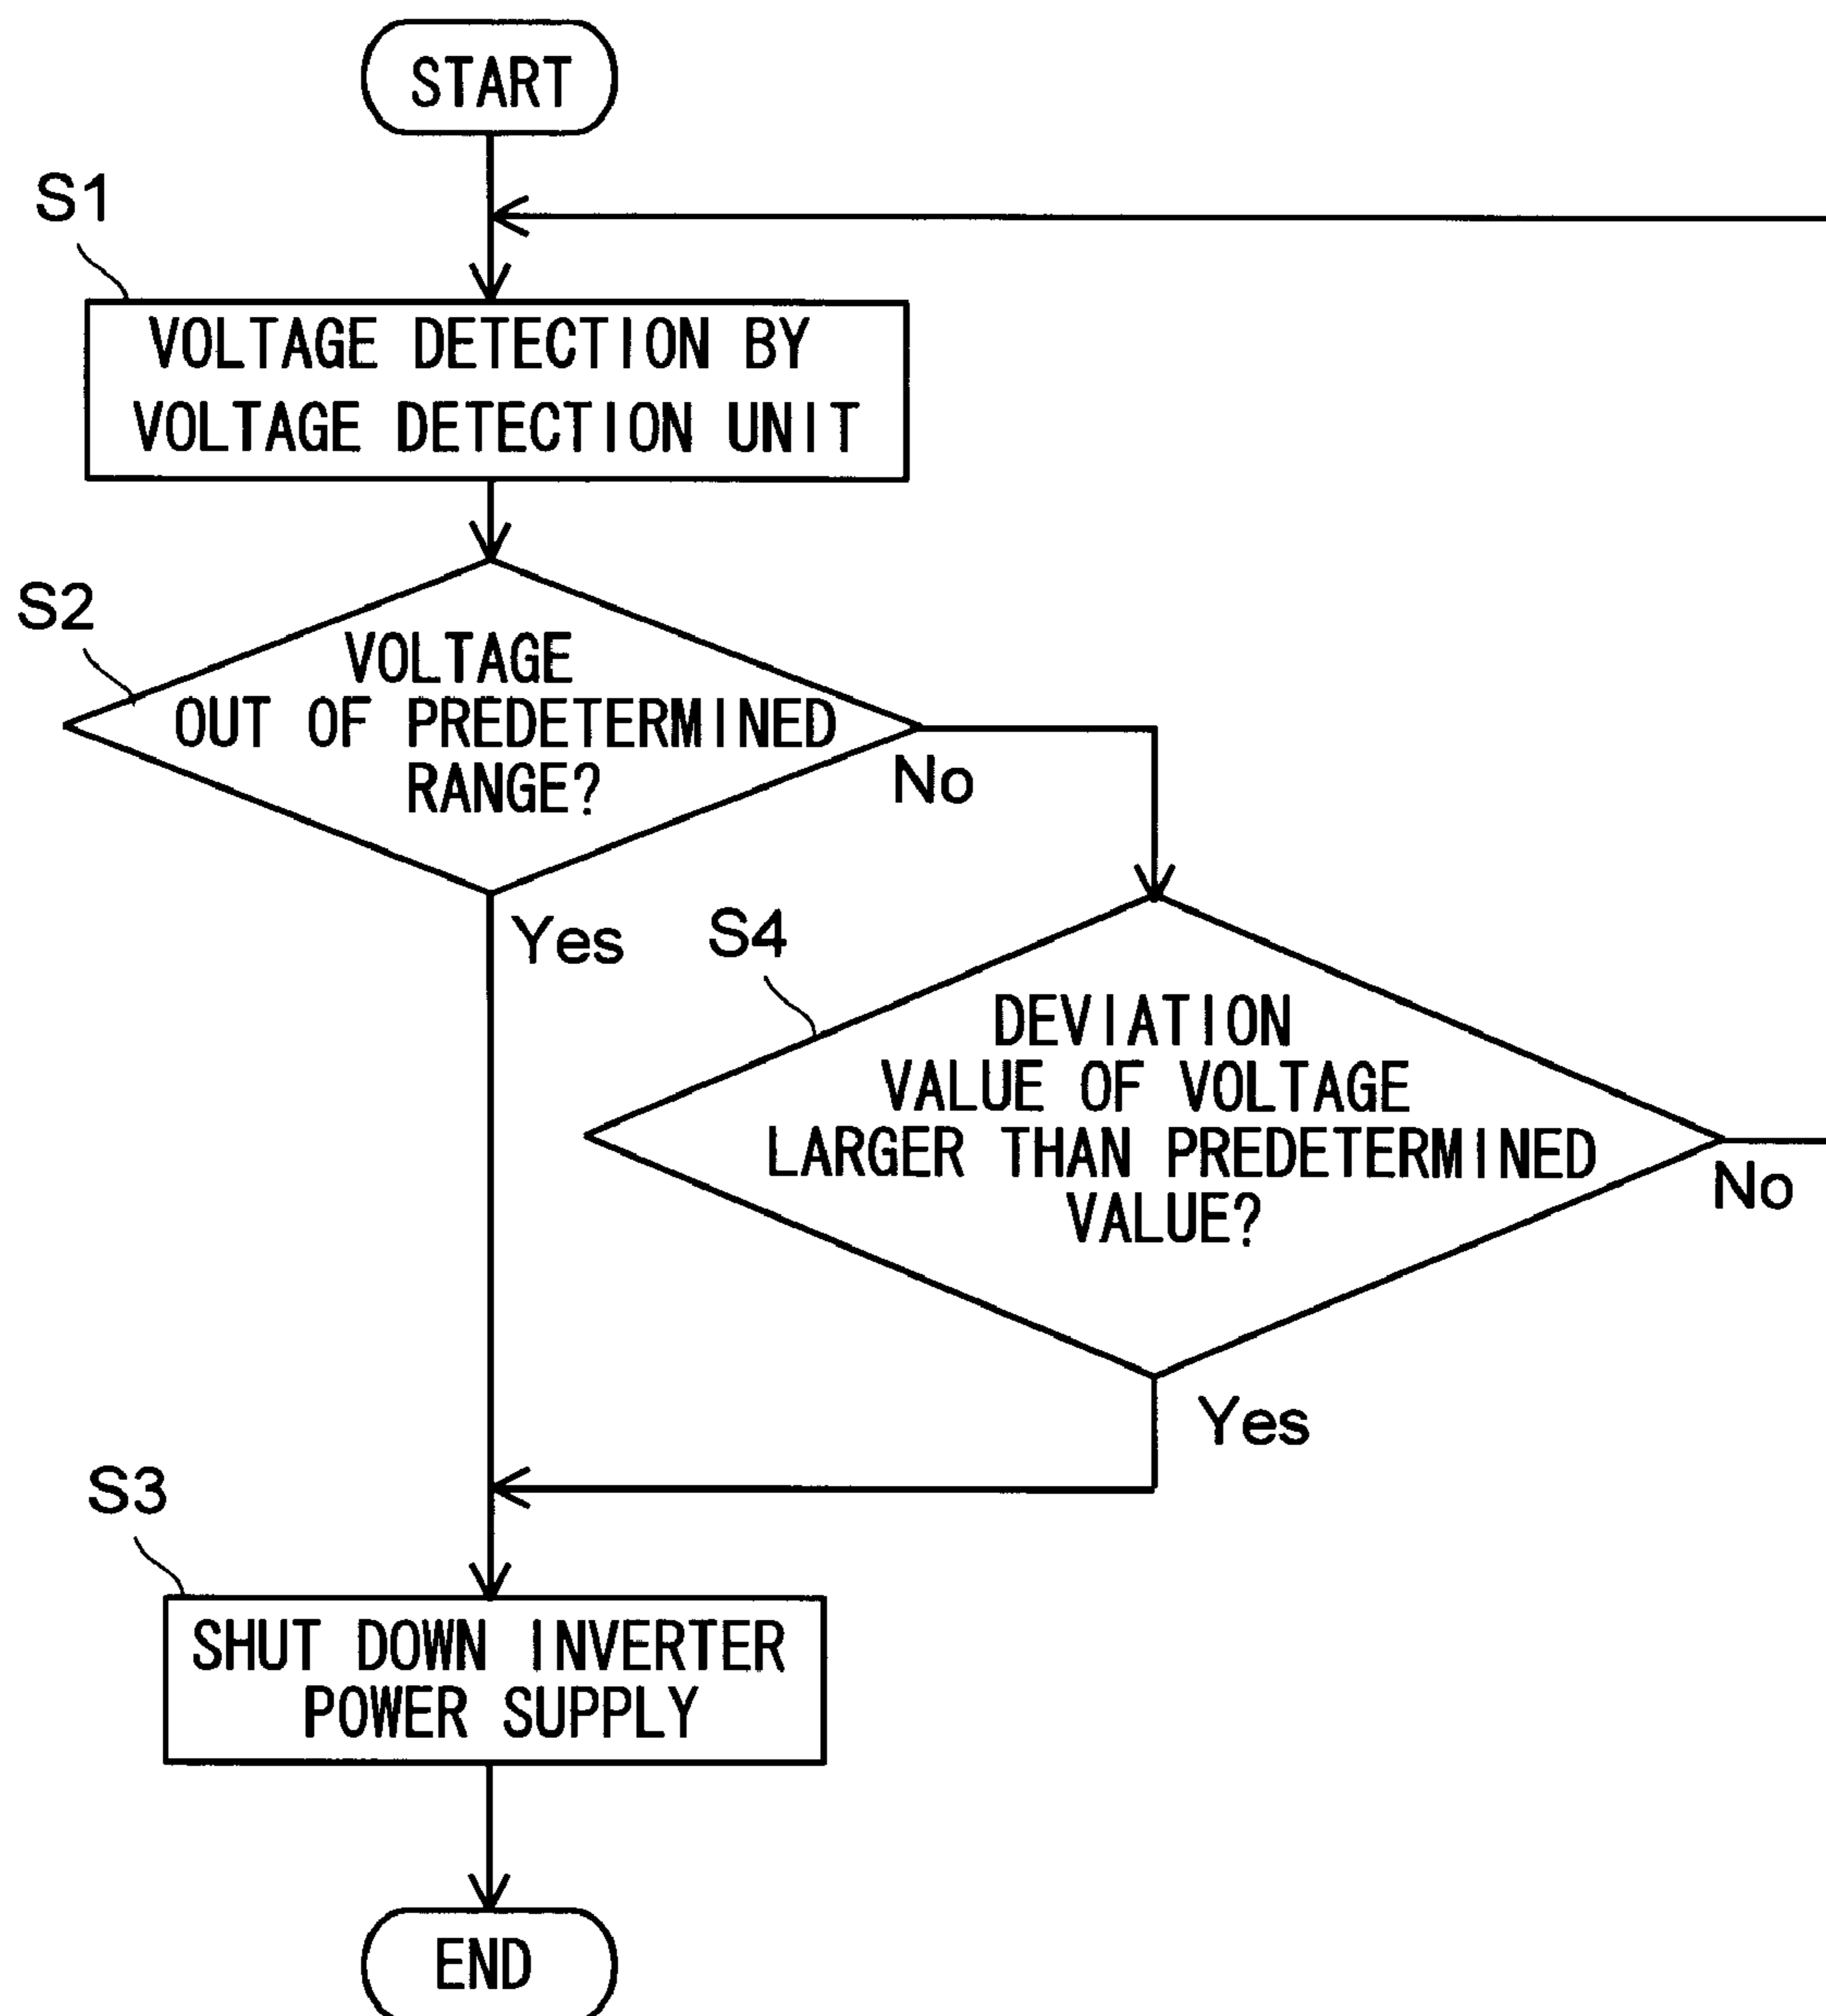 START
S1
VOLTAGE DETECTION BY
VOLTAGE DETECTION UNIT
S2
VOLTAGE
OUT OF PREDETERMINED
RANGE?
No
Yes
S4
DEVIATION
VALUE OF VOLTAGE
LARGER THAN PREDETERMINED
VALUE?
No
Yes
S3
SHUT DOWN INVERTER
POWER SUPPLY
END